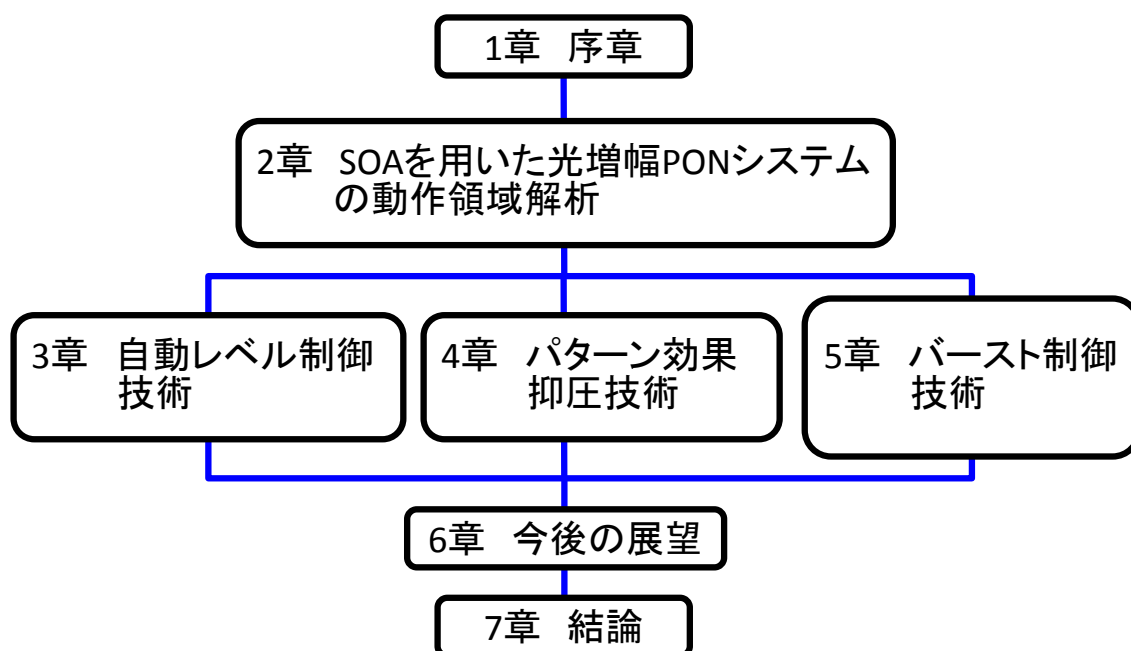 1章　序章
2章　SOAを用いた光増幅PONシステム
の動作領域解析
3章　自動レベル制御
技術
4章　パターン効果
抑圧技術
5章　バースト制御
技術
6章　今後の展望
7章　結論